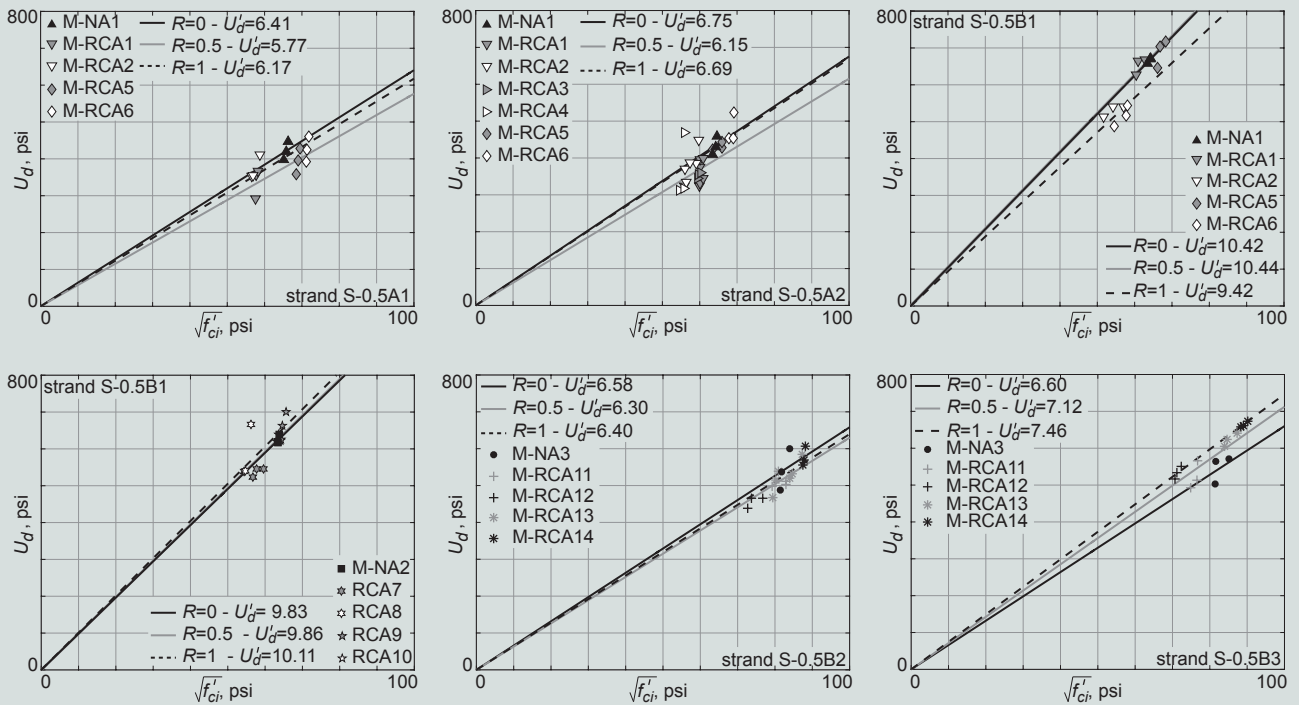 800
M-NA1
M-RCA1
M-RCA2
M-RCA5
M-RCA6
R=0 - U'd=6.41
R=0.5 - U'd=5.77
R=1 - U'd=6.17
Ud, psi
0
strand S-0.5A1
0
√f'ci, psi
100
800
M-NA1
M-RCA1
M-RCA2
M-RCA3
M-RCA4
M-RCA5
M-RCA6
R=0 - U'd=6.75
R=0.5 - U'd=6.15
R=1 - U'd=6.69
Ud, psi
0
strand S-0.5A2
0
√f'ci, psi
100
800
strand S-0.5B1
Ud, psi
M-NA1
M-RCA1
M-RCA2
M-RCA5
M-RCA6
R=0 - U'd=10.42
R=0.5 - U'd=10.44
R=1 - U'd=9.42
0
0
√f'ci, psi
100
800
strand S-0.5B1
Ud, psi
M-NA2
RCA7
RCA8
RCA9
RCA10
R=0 - U'd= 9.83
R=0.5 - U'd=9.86
R=1 - U'd=10.11
0
0
√f'ci, psi
100
800
R=0 - U'd=6.58
R=0.5 - U'd=6.30
R=1 - U'd=6.40
M-NA3
M-RCA11
M-RCA12
M-RCA13
M-RCA14
Ud, psi
0
strand S-0.5B2
0
√f'ci, psi
100
800
R=0 - U'd=6.60
R=0.5 - U'd=7.12
R=1 - U'd=7.46
M-NA3
M-RCA11
M-RCA12
M-RCA13
M-RCA14
Ud, psi
0
strand S-0.5B3
0
√f'ci, psi
100